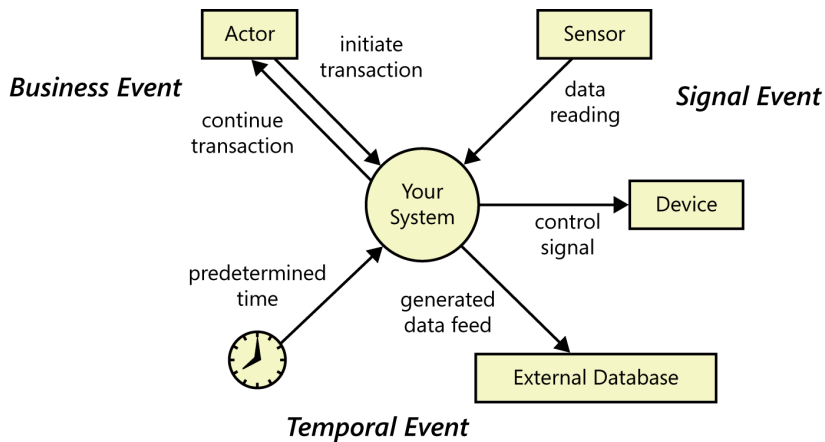 Actor
Sensor
initiate
transaction
Business Event
data
reading
Signal Event
continue
transaction
Your
System
Device
control
signal
predetermined
time
generated
data feed
External Database
Temporal Event